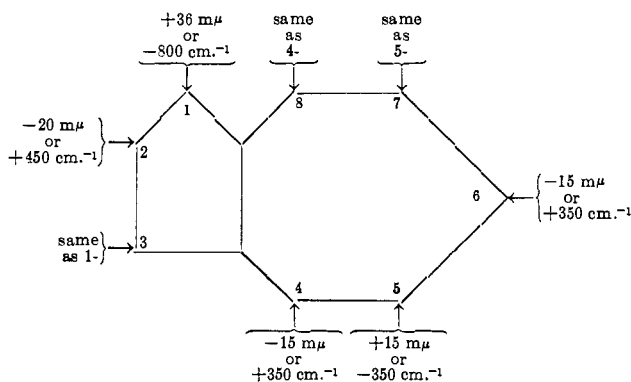 +36 mμ
or
−800 cm.⁻¹
same
as
4-
same
as
5-
1
8
7
−20 mμ
or
+450 cm.⁻¹
2
6
−15 mμ
or
+350 cm.⁻¹
same
as 1-
3
4
5
−15 mμ
or
+350 cm.⁻¹
+15 mμ
or
−350 cm.⁻¹